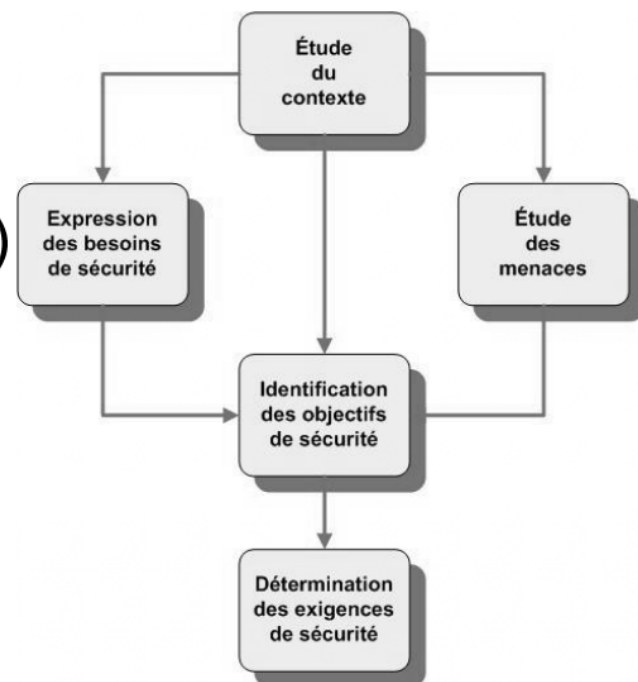 Étude
du
contexte
Expression
des besoins
de sécurité
Étude
des
menaces
Identification
des objectifs
de sécurité
Détermination
des exigences
de sécurité